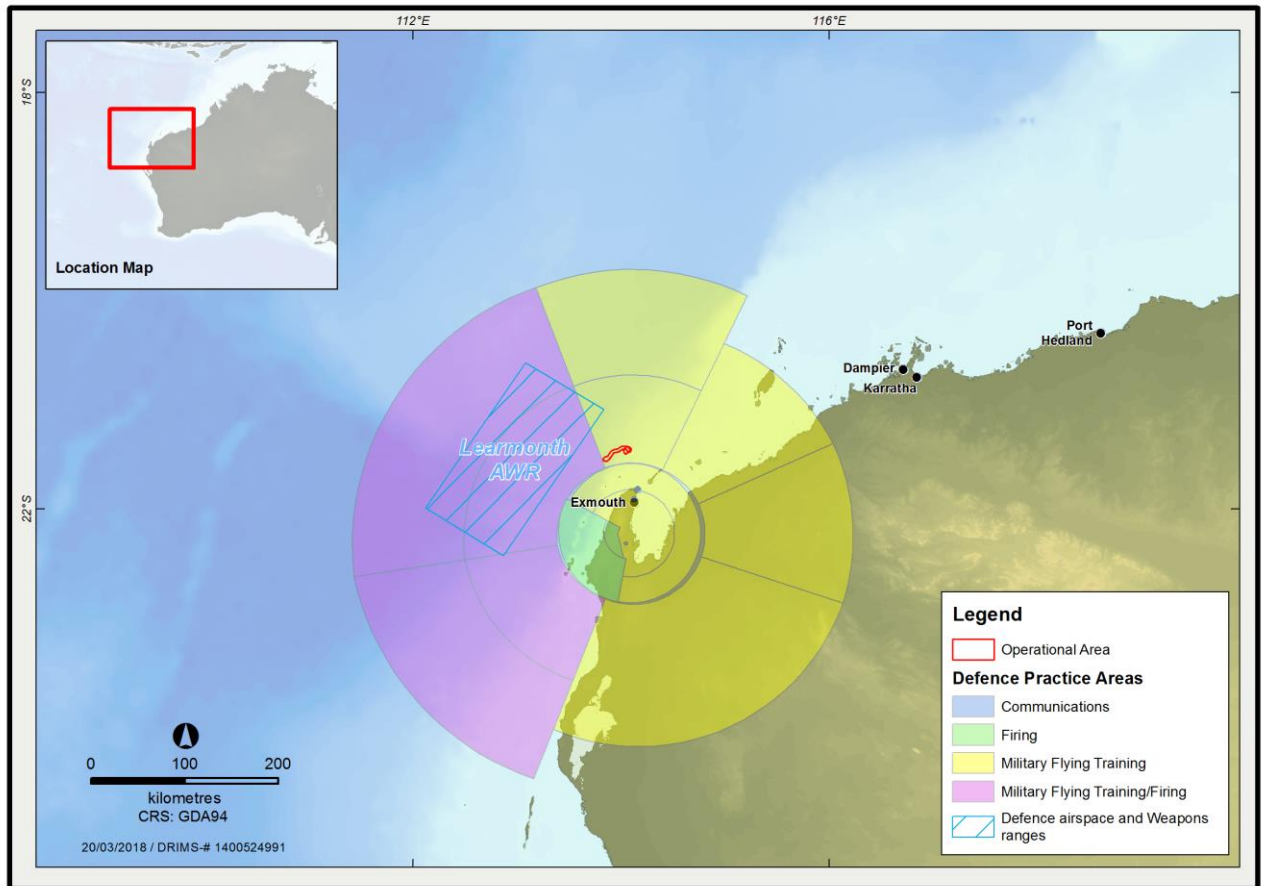 112°E
116°E
18°S
22°S
Location Map
Port
Hedland
Dampier
Karratha
Learmonth
AWR
Exmouth
0 100 200
kilometres
CRS: GDA94
20/03/2018 / DRIMS-# 1400524991
Legend
Operational Area
Defence Practice Areas
Communications
Firing
Military Flying Training
Military Flying Training/Firing
Defence airspace and Weapons
ranges